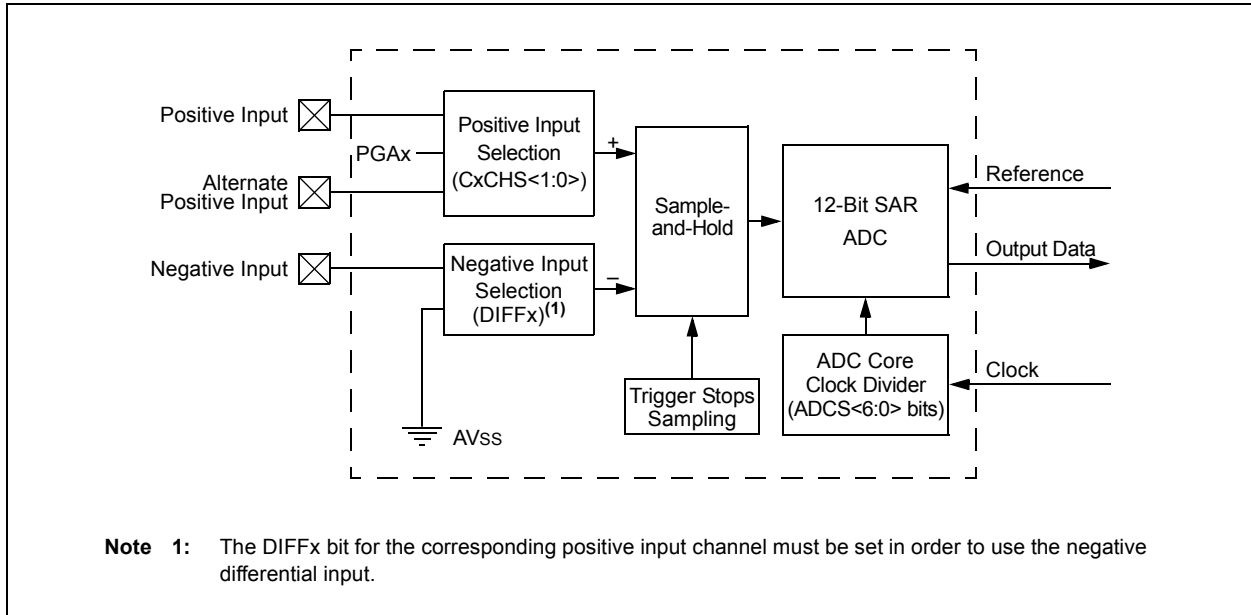 Positive Input
PGAx
Alternate
Positive Input
Negative Input
Positive Input
Selection
(CxCHS<1:0>)
Negative Input
Selection
(DIFFx)(1)
AVSS
+
–
Sample-
and-Hold
Trigger Stops
Sampling
12-Bit SAR
ADC
ADC Core
Clock Divider
(ADCS<6:0> bits)
Reference
Output Data
Clock
Note 1: The DIFFx bit for the corresponding positive input channel must be set in order to use the negative
differential input.